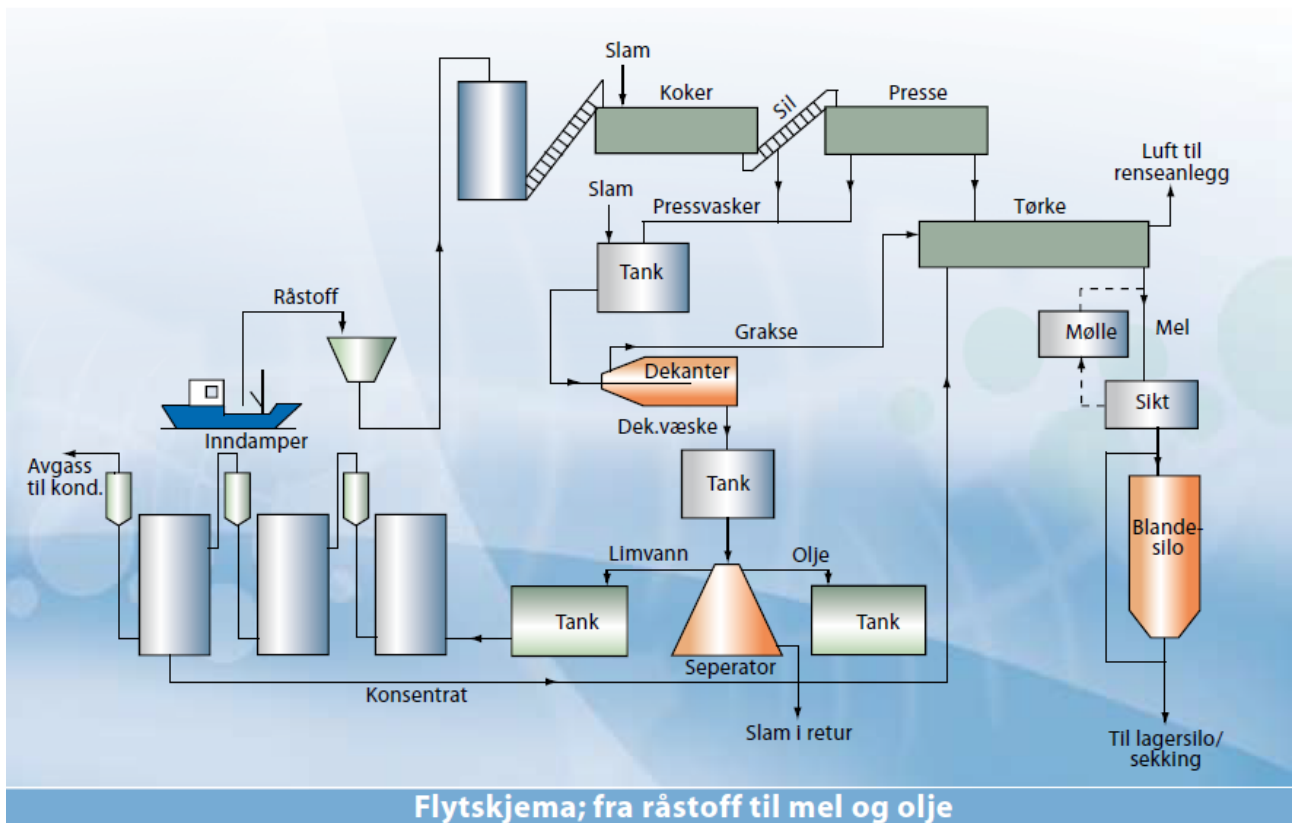 Slam
Koker
Sil
Presse
Luft til
renseanlegg
Slam
Pressvasker
Tørke
Tank
Råstoff
Grakse
Mølle
Mel
Dekanter
Sikt
Dek.væske
Inndamper
Avgass
til kond.
Tank
Blande-
silo
Limvann
Olje
Tank
Tank
Seperator
Konsentrat
Slam i retur
Til lagersilo/
sekking
Flytskjema; fra råstoff til mel og olje